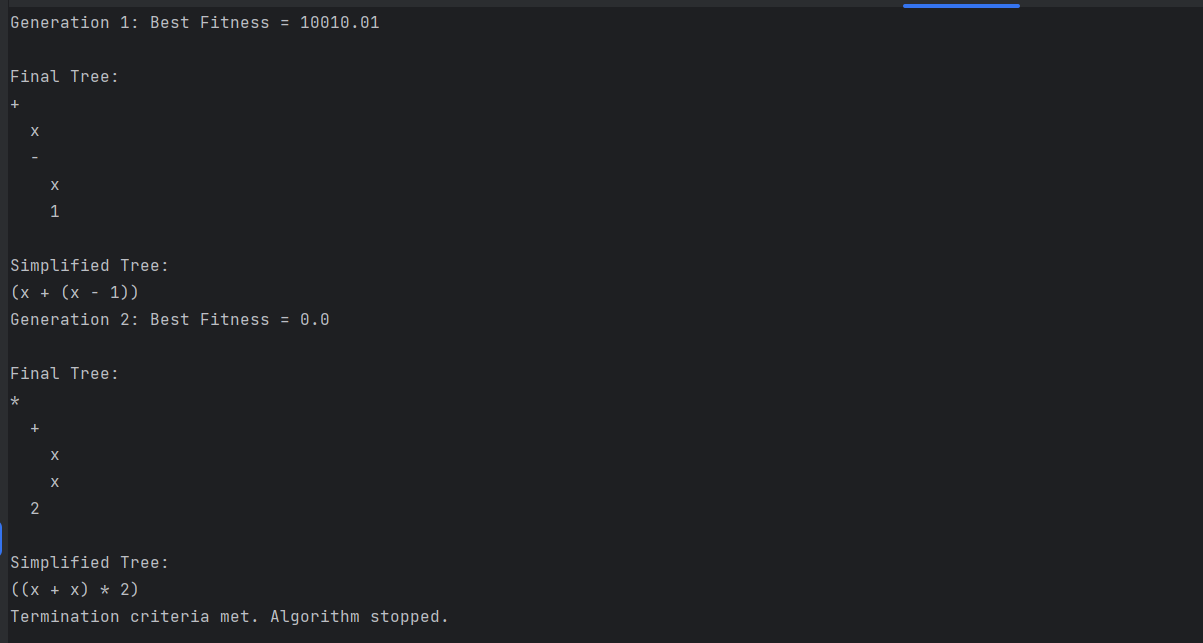 Generation 1: Best Fitness = 10010.01
Final Tree:
+
x
-
x
1
Simplified Tree:
(x + (x - 1))
Generation 2: Best Fitness = 0.0
Final Tree:
*
+
x
x
2
Simplified Tree:
((x + x) * 2)
Termination criteria met. Algorithm stopped.